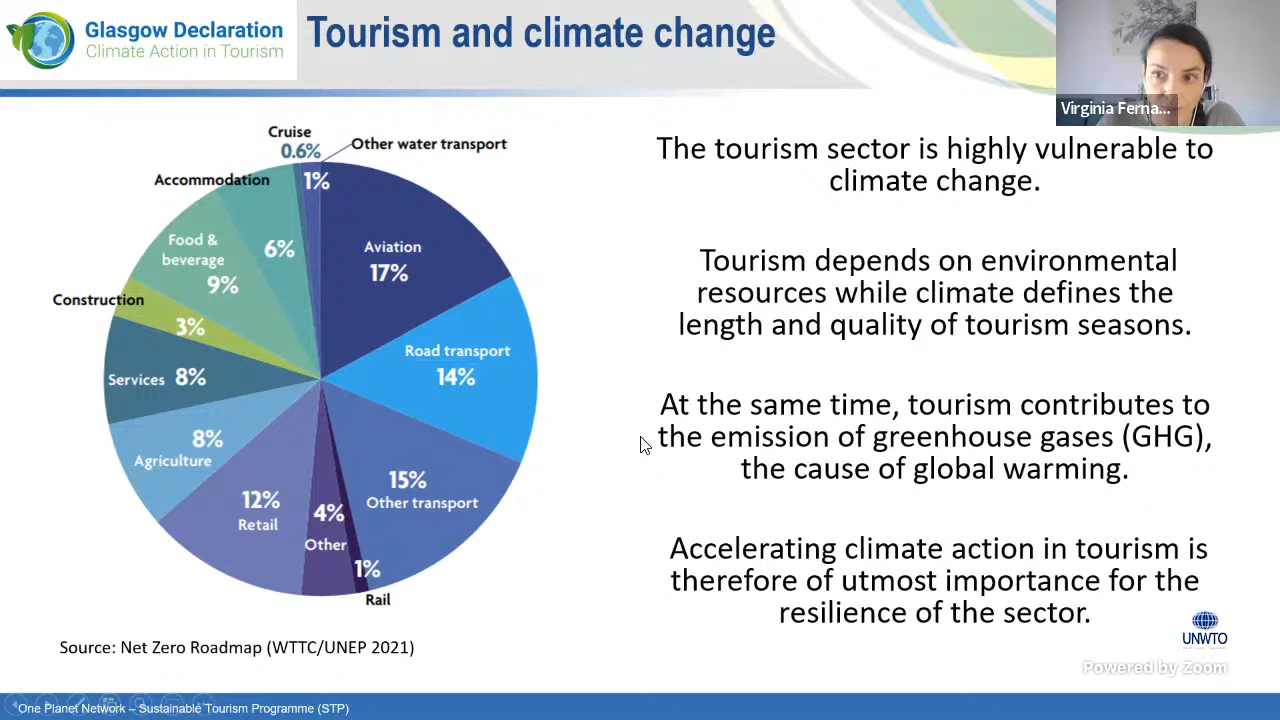 Glasgow Declaration
Climate Action in Tourism
Tourism and climate change
Virginia Ferna...
Cruise
0.6%
Other water transport
1%
Accommodation
6%
Food &
beverage
9%
Construction
3%
Services 8%
8%
Agriculture
12%
Retail
4%
Other
1%
Rail
15%
Other transport
Road transport
14%
Aviation
17%
Source: Net Zero Roadmap (WTTC/UNEP 2021)
The tourism sector is highly vulnerable to
climate change.
Tourism depends on environmental
resources while climate defines the
length and quality of tourism seasons.
At the same time, tourism contributes to
the emission of greenhouse gases (GHG),
the cause of global warming.
Accelerating climate action in tourism is
therefore of utmost importance for the
resilience of the sector.
UNWTO
Powered by Zoom
One Planet Network – Sustainable Tourism Programme (STP)